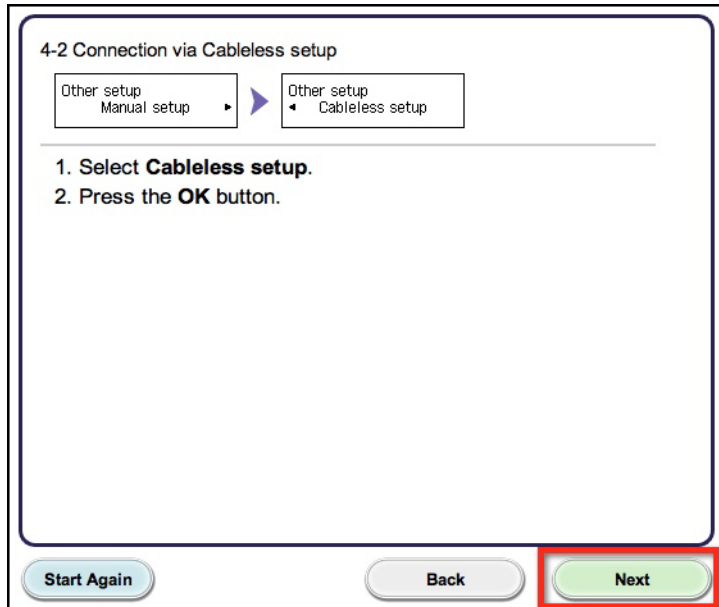 4-2 Connection via Cableless setup
Other setup
Manual setup
Other setup
Cableless setup
1. Select Cableless setup.
2. Press the OK button.
Start Again
Back
Next